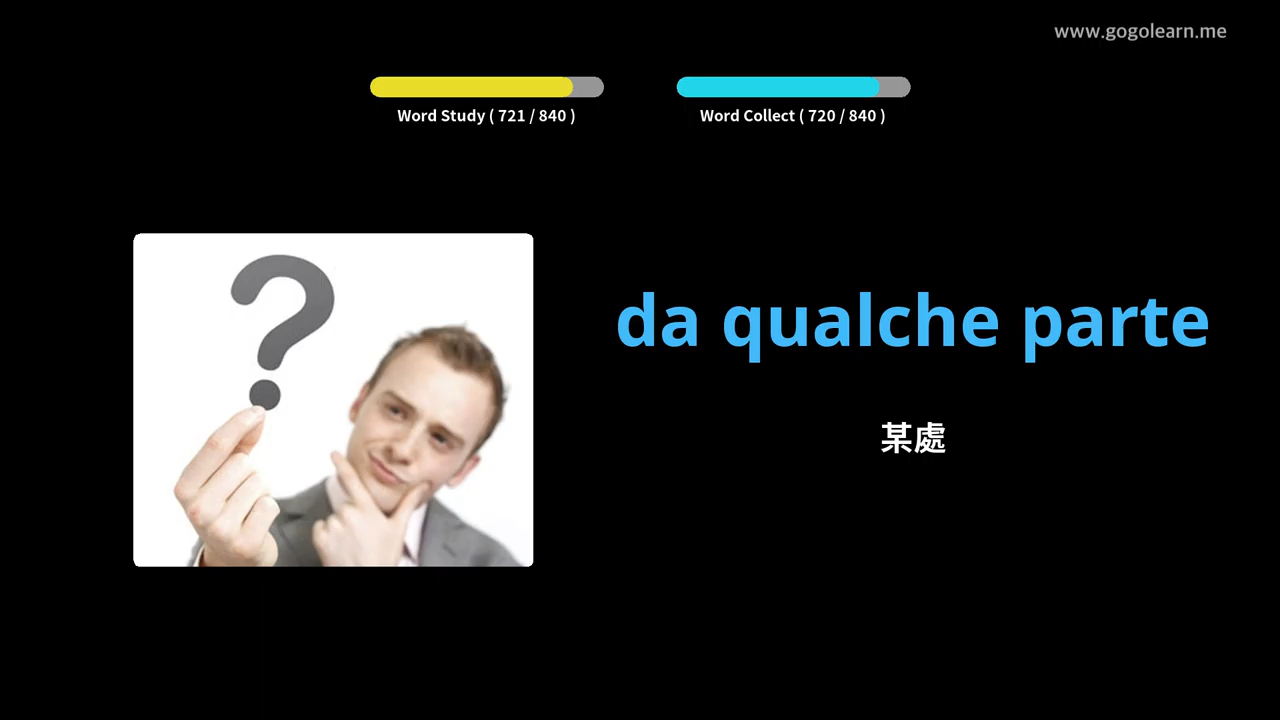 www.gogolearn.me
Word Study ( 721 / 840 )
Word Collect ( 720 / 840 )
?
da qualche parte
某處